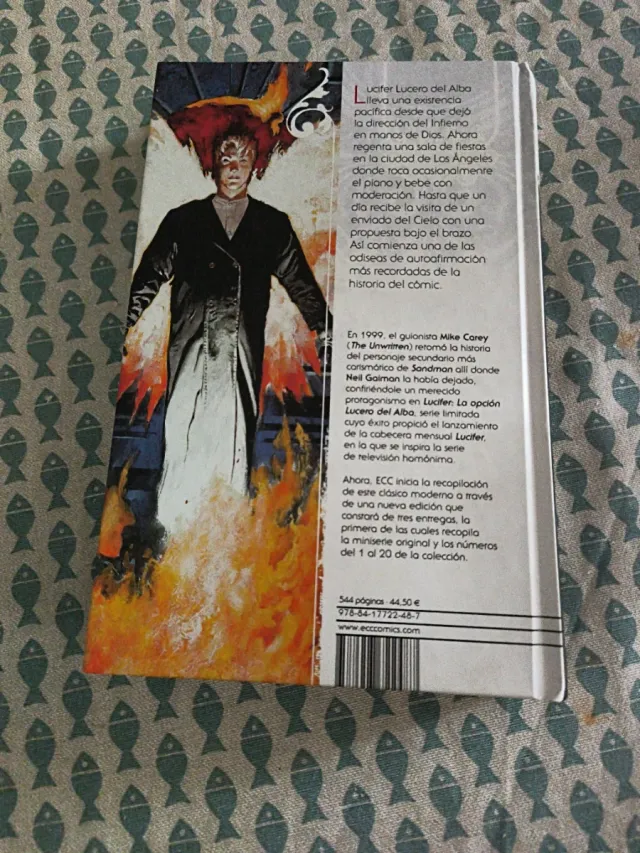 Lucifer Lucero del Alba
lleva una existencia
pacífica desde que dejó
la dirección del Infierno
en manos de Dios. Ahora
regenta una sala de fiestas
en la ciudad de Los Ángeles
donde toca ocasionalmente
el piano y bebe con
moderación. Hasta que un
día recibe la visita de un
enviado del Cielo con una
propuesta bajo el brazo.
Así comienza una de las
odiseas de autoafirmación
más recordadas de la
historia del cómic.
En 1999, el guionista Mike Carey
(The Unwritten) retomó la historia
del personaje secundario más
carismático de Sandman allí donde
Neil Gaiman la había dejado,
confiriéndole un merecido
protagonismo en Lucifer: La opción
Lucero del Alba, serie limitada
cuyo éxito propició el lanzamiento
de la cabecera mensual Lucifer,
en la que se inspira la serie
de televisión homónima.
Ahora, ECC inicia la recopilación
de este clásico moderno a través
de una nueva edición que
constará de tres entregas, la
primera de las cuales recopila
la miniserie original y los números
del 1 al 20 de la colección.
544 páginas · 44,50 €
978-84-17722-48-7
www.ecccomics.com